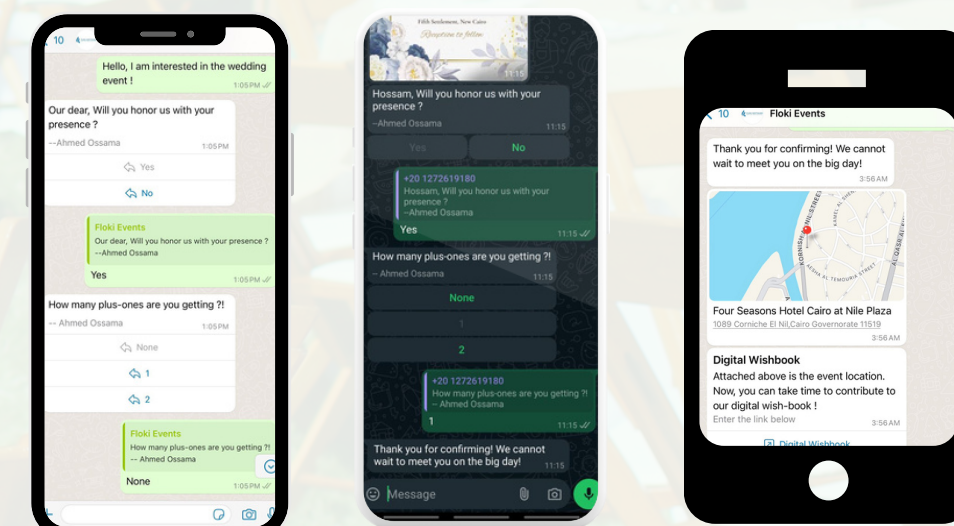 10
Hello, I am interested in the wedding
event !
1:05 PM
Our dear, Will you honor us with your
presence ?
--Ahmed Ossama
1:05 PM
Yes
No
Floki Events
Our dear, Will you honor us with your presence ?
--Ahmed Ossama
Yes
1:05 PM
How many plus-ones are you getting ?!
-- Ahmed Ossama
1:05 PM
None
1
2
Floki Events
How many plus-ones are you getting ?!
-- Ahmed Ossama
None
1:05 PM
Fifth Settlement, New Cairo
Reception to follow
11:15
Hossam, Will you honor us with your
presence ?
--Ahmed Ossama
11:15
Yes
No
+20 1272619180
Hossam, Will you honor us with your
presence ?
--Ahmed Ossama
Yes
11:15
How many plus-ones are you getting ?!
-- Ahmed Ossama
11:15
None
1
2
+20 1272619180
How many plus-ones are you getting ?!
-- Ahmed Ossama
1
11:15
Thank you for confirming! We cannot
wait to meet you on the big day!
11:15
Message
10
Floki Events
Thank you for confirming! We cannot
wait to meet you on the big day!
3:56 AM
KORNISH AL NILE STREET
AISHA AL TEMOURIA STREET
Four Seasons Hotel Cairo at Nile Plaza
1089 Corniche El Nil,Cairo Governorate 11519
3:56 AM
Digital Wishbook
Attached above is the event location.
Now, you can take time to contribute to
our digital wish-book !
Enter the link below
3:56 AM
Digital Wishbook